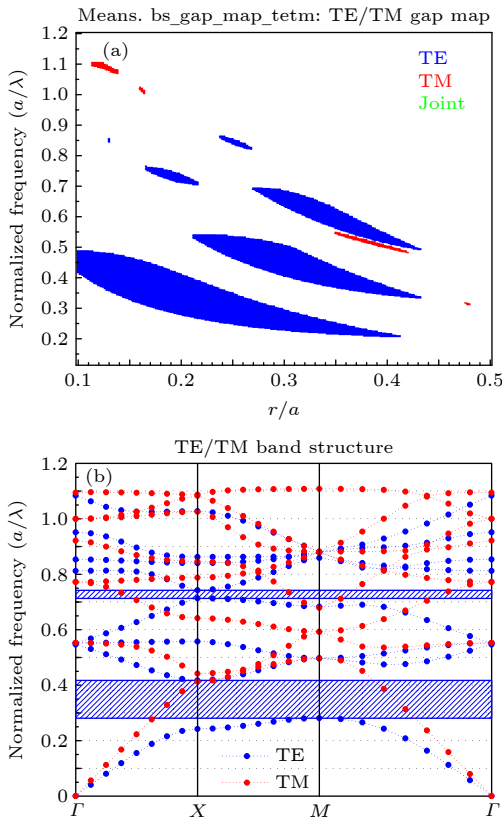 Means. bs_gap_map_tetm: TE/TM gap map
(a)
TE
TM
Joint
Normalized frequency (a/λ)
1.2
1.1
1.0
0.9
0.8
0.7
0.6
0.5
0.4
0.3
0.2
0.1 0.2 0.3 0.4 0.5
r/a
TE/TM band structure
(b)
Normalized frequency (a/λ)
1.2
1.0
0.8
0.6
0.4
0.2
0
TE
TM
Γ X M Γ